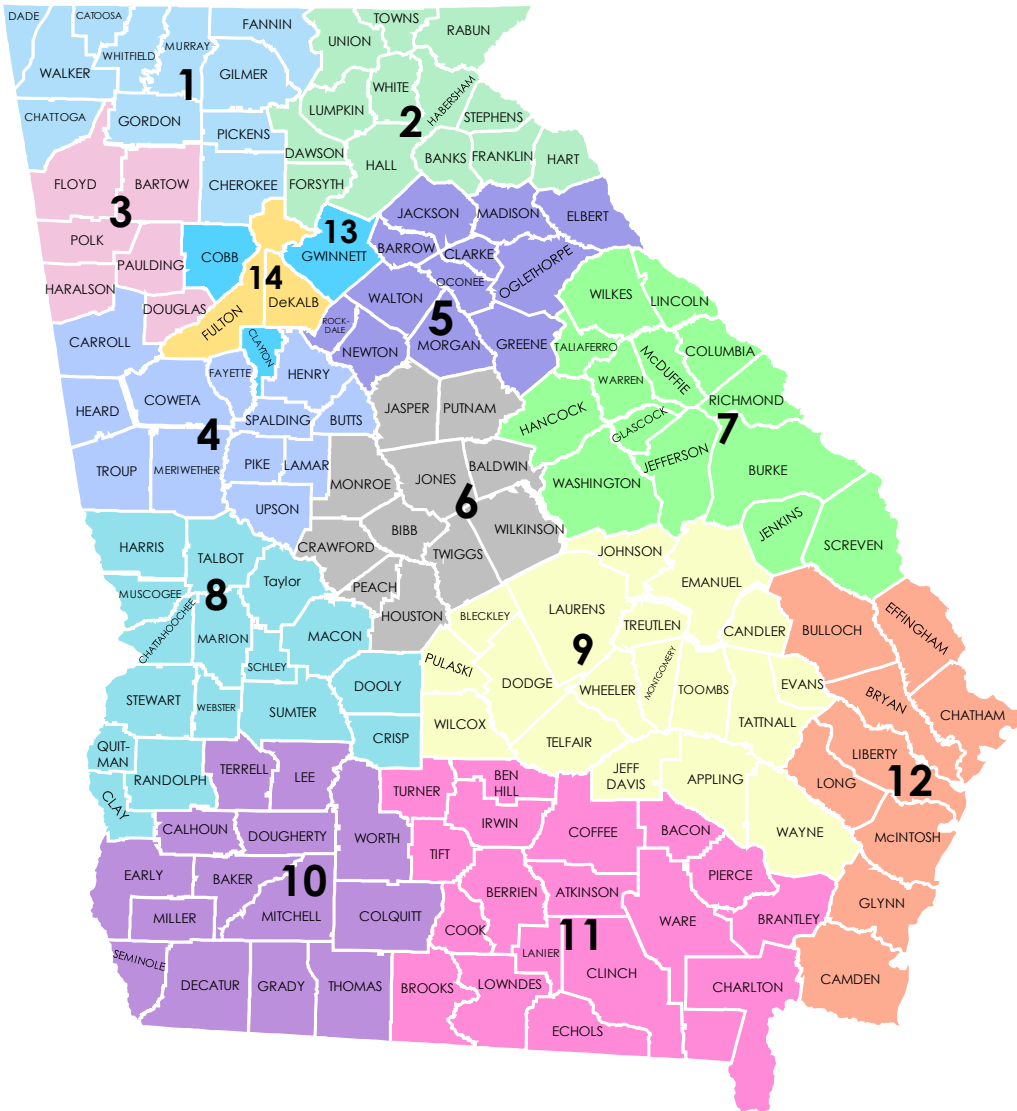 DADE
CATOOSA
TOWNS
FANNIN
RABUN
UNION
WHITFIELD
MURRAY
WALKER
1
GILMER
WHITE
HABERSHAM
LUMPKIN
2
STEPHENS
CHATTOGA
GORDON
PICKENS
DAWSON
HALL
BANKS
FRANKLIN
HART
FLOYD
BARTOW
CHEROKEE
FORSYTH
3
JACKSON
MADISON
ELBERT
13
POLK
COBB
GWINNETT
BARROW
CLARKE
PAULDING
14
OCONEE
OGLETHORPE
HARALSON
DOUGLAS
FULTON
DeKALB
WALTON
WILKES
LINCOLN
ROCK-
DALE
5
CARROLL
CLAYTON
NEWTON
MORGAN
GREENE
TALIAFERRO
McDUFFIE
COLUMBIA
FAYETTE
HENRY
WARREN
HEARD
COWETA
SPALDING
BUTTS
JASPER
PUTNAM
HANCOCK
GLASCOCK
RICHMOND
4
7
TROUP
MERIWETHER
PIKE
LAMAR
MONROE
JONES
BALDWIN
WASHINGTON
JEFFERSON
BURKE
6
UPSON
BIBB
WILKINSON
JENKINS
SCREVEN
HARRIS
TALBOT
CRAWFORD
TWIGGS
JOHNSON
Taylor
PEACH
EMANUEL
MUSCOGEE
8
HOUSTON
BLECKLEY
LAURENS
TREUTLEN
CANDLER
BULLOCH
EFFINGHAM
CHATTAHOOCHEE
MARION
MACON
9
SCHLEY
PULASKI
DODGE
WHEELER
MONTGOMERY
TOOMBS
EVANS
STEWART
WEBSTER
SUMTER
DOOLY
BRYAN
CHATHAM
WILCOX
TATTNALL
CRISP
TELFAIR
QUIT-
MAN
RANDOLPH
TERRELL
LEE
JEFF
DAVIS
APPLING
LIBERTY
LONG
12
CLAY
TURNER
BEN
HILL
CALHOUN
DOUGHERTY
WORTH
IRWIN
COFFEE
BACON
WAYNE
McINTOSH
TIFT
EARLY
BAKER
10
PIERCE
MILLER
MITCHELL
COLQUITT
BERRIEN
ATKINSON
WARE
BRANTLEY
GLYNN
COOK
11
SEMINOLE
LANIER
CLINCH
CAMDEN
DECATUR
GRADY
THOMAS
BROOKS
LOWNDES
CHARLTON
ECHOLS